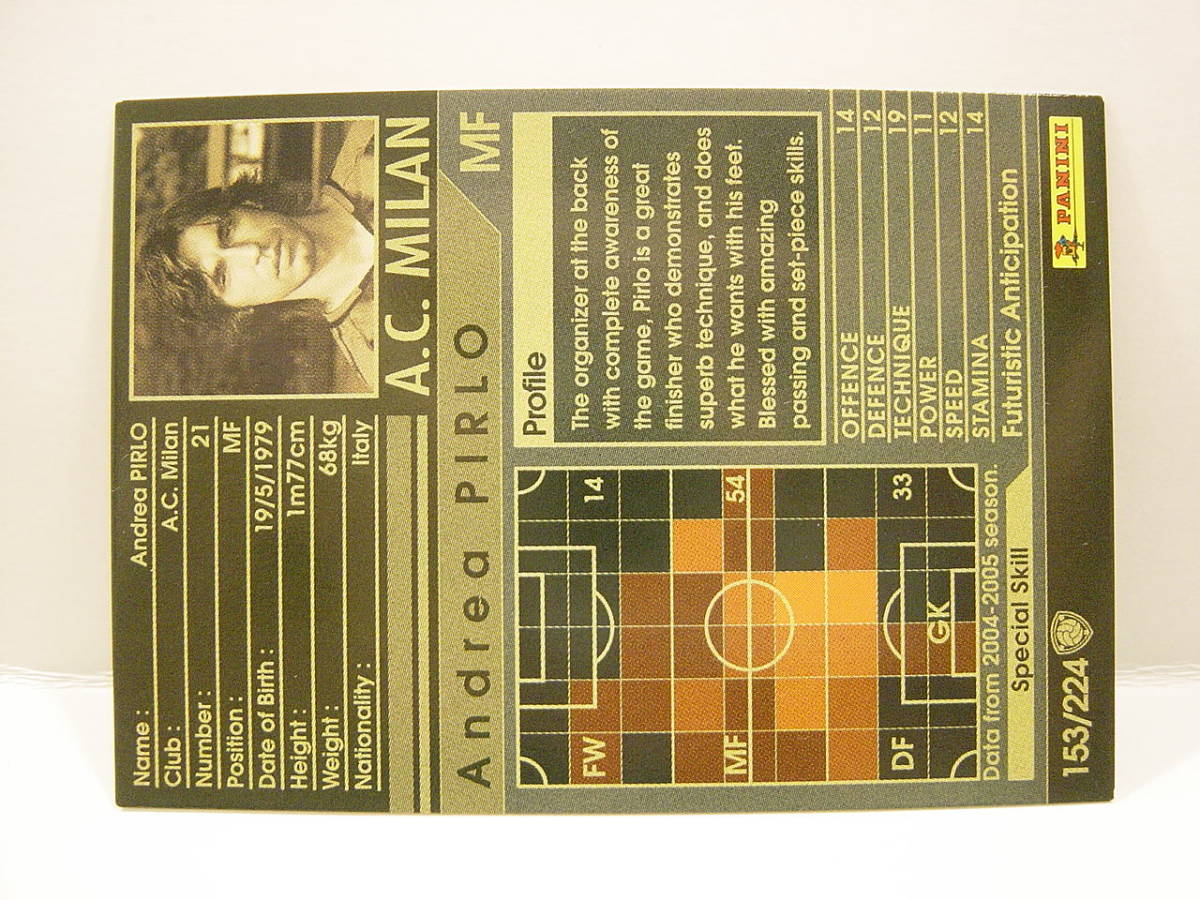 Name : Andrea PIRLO
Club : A.C. Milan
Number : 21
Position : MF
Date of Birth : 19/5/1979
Height : 1m77cm
Weight : 68kg
Nationality : Italy
A.C. MILAN
Andrea PIRLO MF
FW 14
MF 54
DF 33
GK
Data from 2004-2005 season.
Profile
The organizer at the back
with complete awareness of
the game, Pirlo is a great
finisher who demonstrates
superb technique, and does
what he wants with his feet.
Blessed with amazing
passing and set-piece skills.
OFFENCE 14
DEFENCE 12
TECHNIQUE 19
POWER 11
SPEED 12
STAMINA 14
Special Skill Futuristic Anticipation
153/224
PANINI